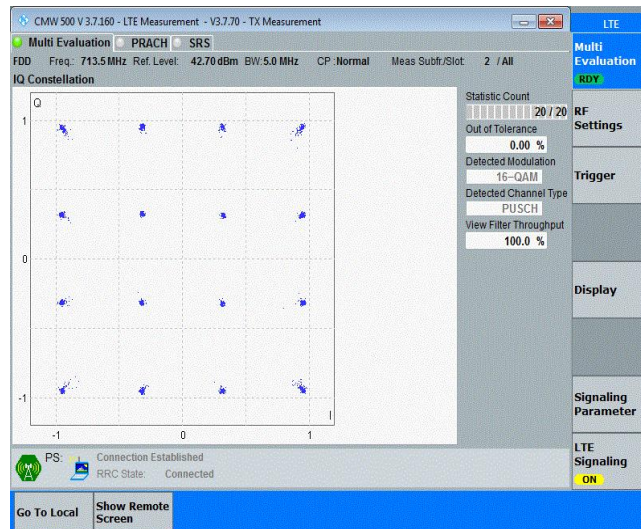 CMW 500 V 3.7.160 - LTE Measurement - V3.7.70 - TX Measurement
LTE
Multi Evaluation PRACH SRS
Multi
Evaluation
RDY
FDD Freq.: 713.5 MHz Ref. Level: 42.70 dBm BW: 5.0 MHz CP : Normal Meas Subfr./Slot: 2 / All
IQ Constellation
Q
1
0
-1
-1 0 1
I
Statistic Count
20 / 20
Out of Tolerance
0.00 %
Detected Modulation
16-QAM
Detected Channel Type
PUSCH
View Filter Throughput
100.0 %
RF
Settings
Trigger
Display
Signaling
Parameter
LTE
Signaling
ON
PS: Connection Established
RRC State: Connected
Go To Local
Show Remote
Screen